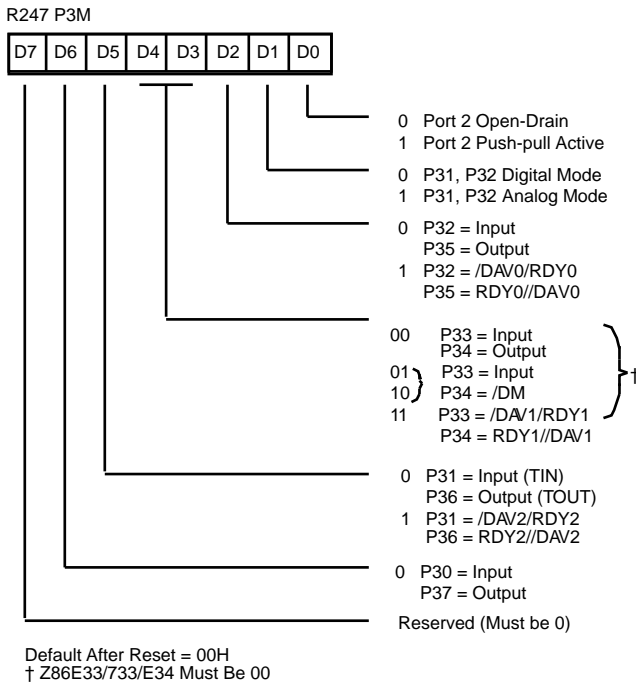 R247 P3M
D7 D6 D5 D4 D3 D2 D1 D0
0 Port 2 Open-Drain
1 Port 2 Push-pull Active
0 P31, P32 Digital Mode
1 P31, P32 Analog Mode
0 P32 = Input
P35 = Output
1 P32 = /DAV0/RDY0
P35 = RDY0//DAV0
00 P33 = Input
P34 = Output
01 P33 = Input
10 P34 = /DM
11 P33 = /DAV1/RDY1
P34 = RDY1//DAV1
†
0 P31 = Input (TIN)
P36 = Output (TOUT)
1 P31 = /DAV2/RDY2
P36 = RDY2//DAV2
0 P30 = Input
P37 = Output
Reserved (Must be 0)
Default After Reset = 00H
† Z86E33/733/E34 Must Be 00